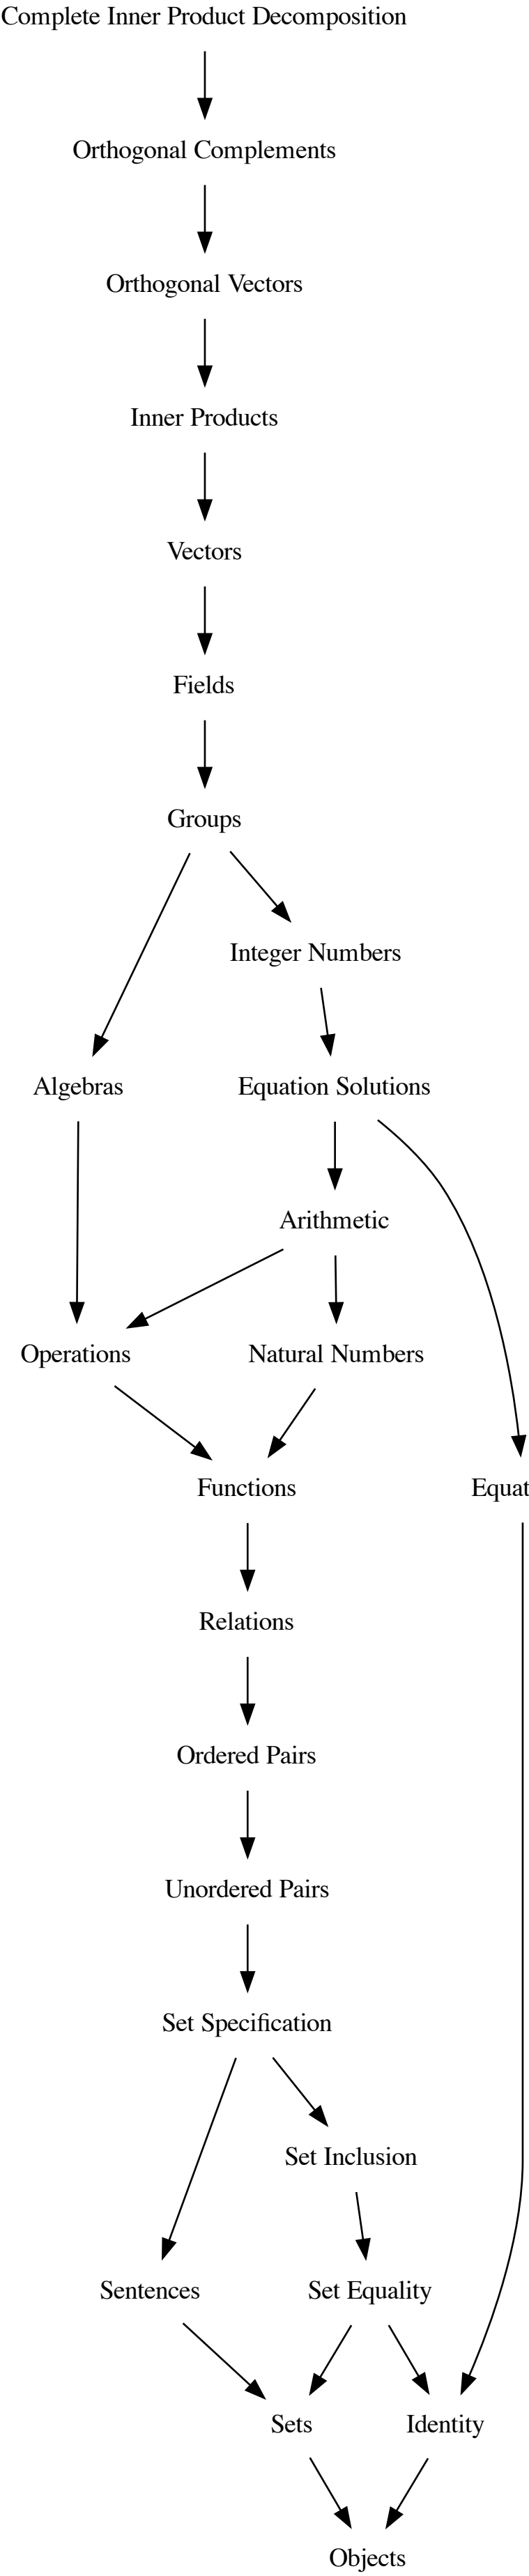 Complete Inner Product Decomposition
Orthogonal Complements
Orthogonal Vectors
Inner Products
Vectors
Fields
Groups
Integer Numbers
Algebras
Equation Solutions
Arithmetic
Operations
Natural Numbers
Functions
Equat
Relations
Ordered Pairs
Unordered Pairs
Set Specification
Set Inclusion
Sentences
Set Equality
Sets
Identity
Objects